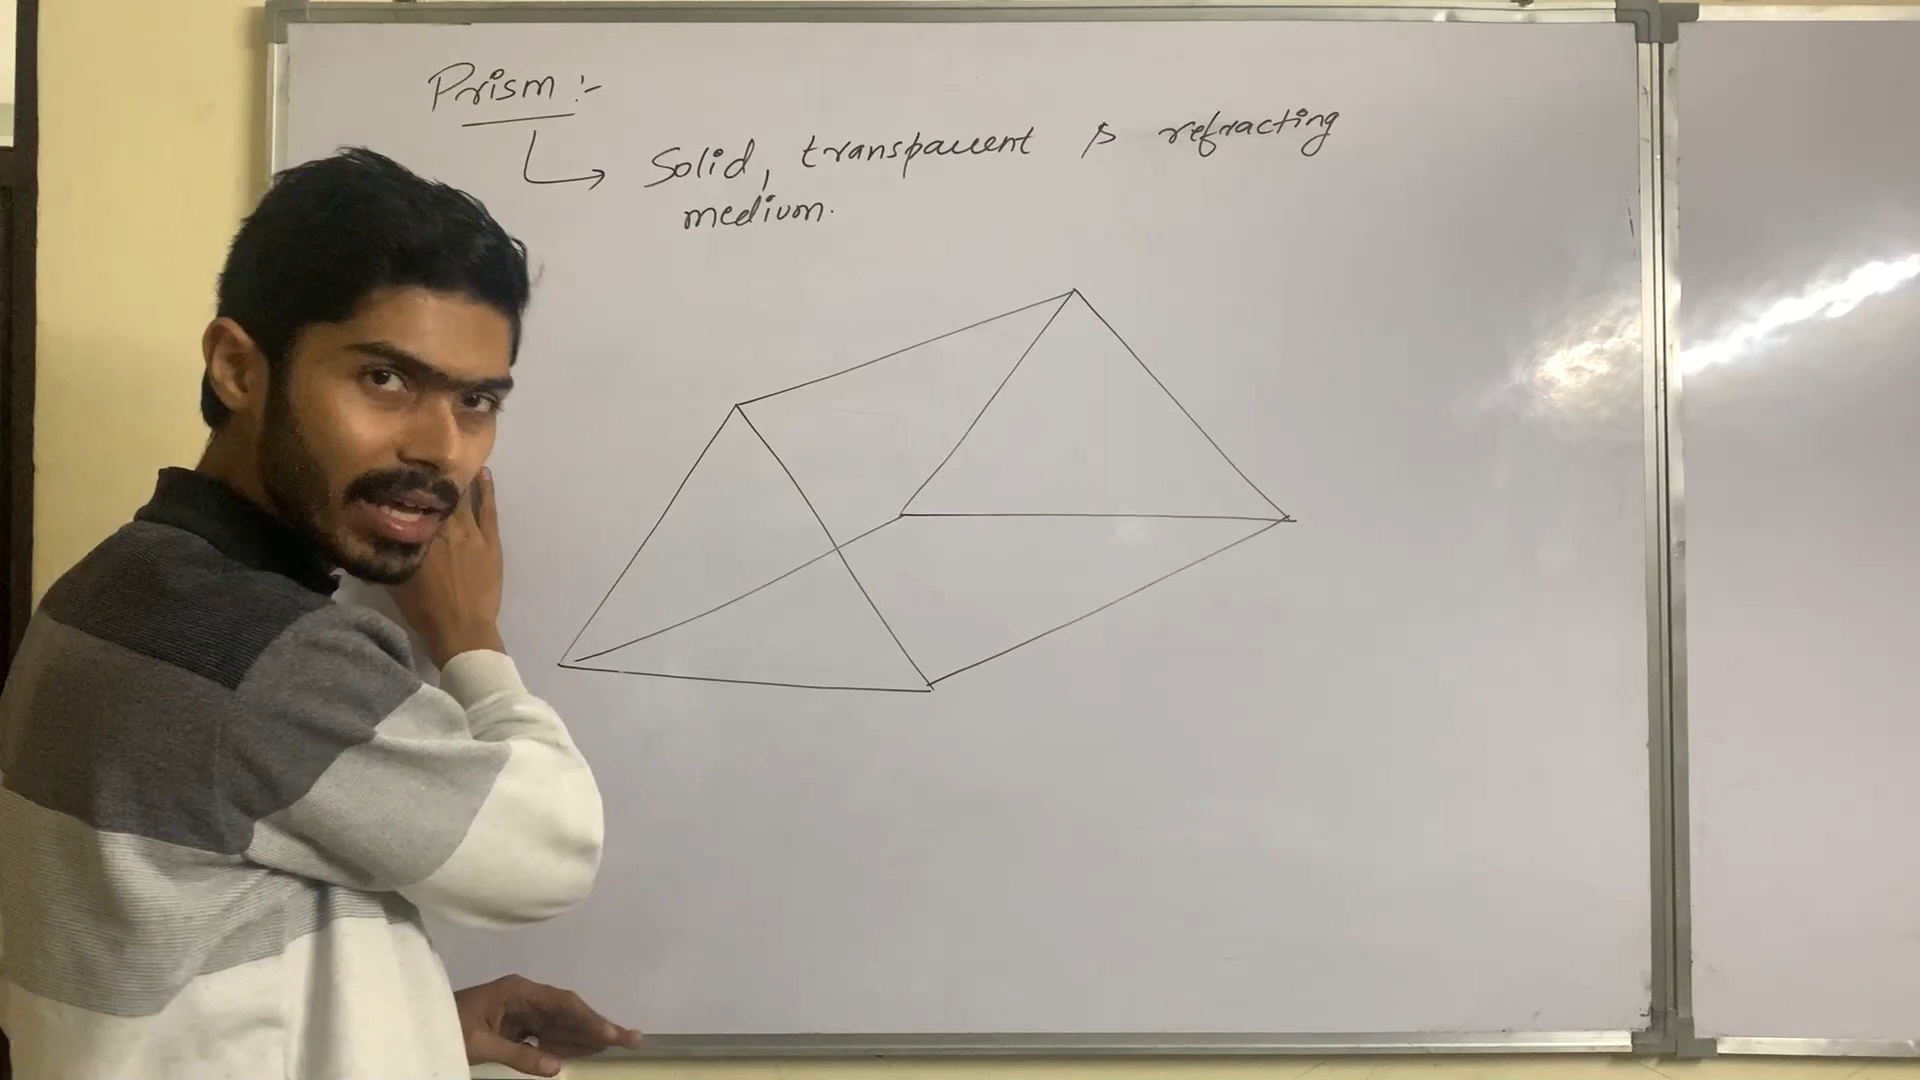 Prism :-
Solid, transparent & refracting
medium.